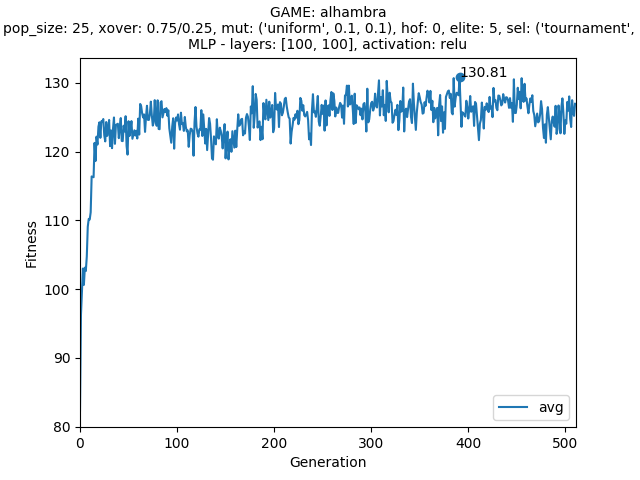 GAME: alhambra
pop_size: 25, xover: 0.75/0.25, mut: ('uniform', 0.1, 0.1), hof: 0, elite: 5, sel: ('tournament',
MLP - layers: [100, 100], activation: relu
130.81
130
120
110
100
90
80
Fitness
avg
0
100
200
300
400
500
Generation